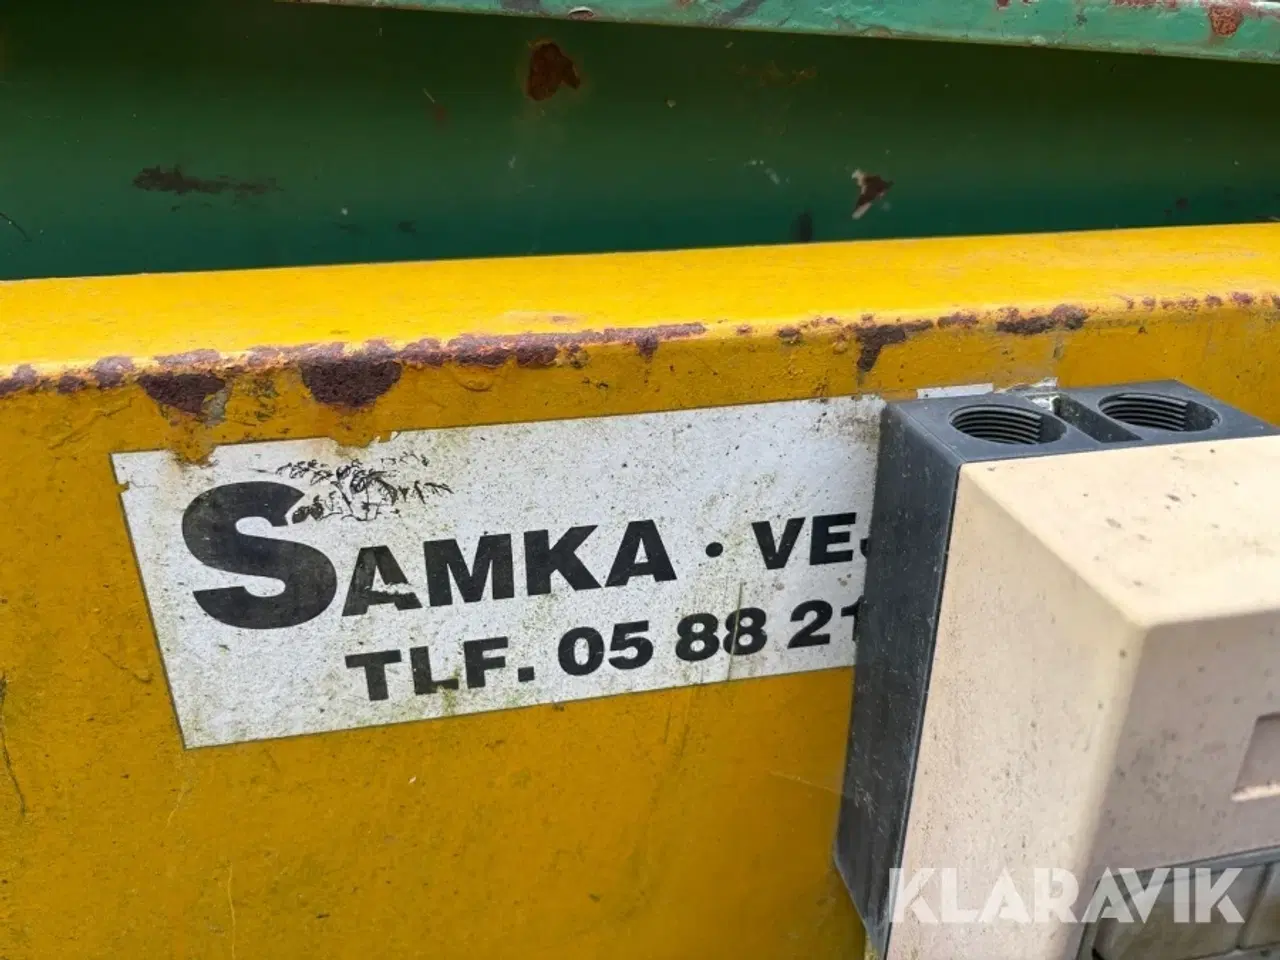 SAMKA · VE
TLF. 05 88 21
KLARAVIK